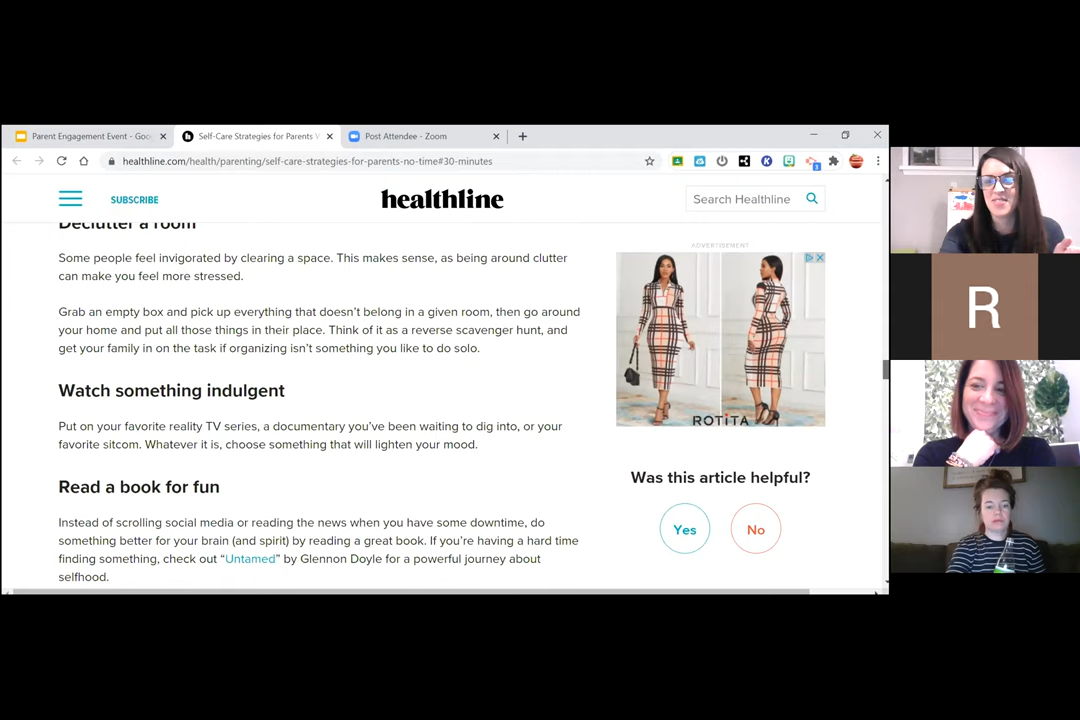 Parent Engagement Event - Goo
Self-Care Strategies for Parents W
Post Attendee - Zoom
healthline.com/health/parenting/self-care-strategies-for-parents-no-time#30-minutes
SUBSCRIBE
healthline
Search Healthline
Declutter a room
Some people feel invigorated by clearing a space. This makes sense, as being around clutter
can make you feel more stressed.
Grab an empty box and pick up everything that doesn’t belong in a given room, then go around
your home and put all those things in their place. Think of it as a reverse scavenger hunt, and
get your family in on the task if organizing isn’t something you like to do solo.
Watch something indulgent
Put on your favorite reality TV series, a documentary you’ve been waiting to dig into, or your
favorite sitcom. Whatever it is, choose something that will lighten your mood.
Read a book for fun
Instead of scrolling social media or reading the news when you have some downtime, do
something better for your brain (and spirit) by reading a great book. If you’re having a hard time
finding something, check out “Untamed” by Glennon Doyle for a powerful journey about
selfhood.
ADVERTISEMENT
ROTITA
Was this article helpful?
Yes
No
R